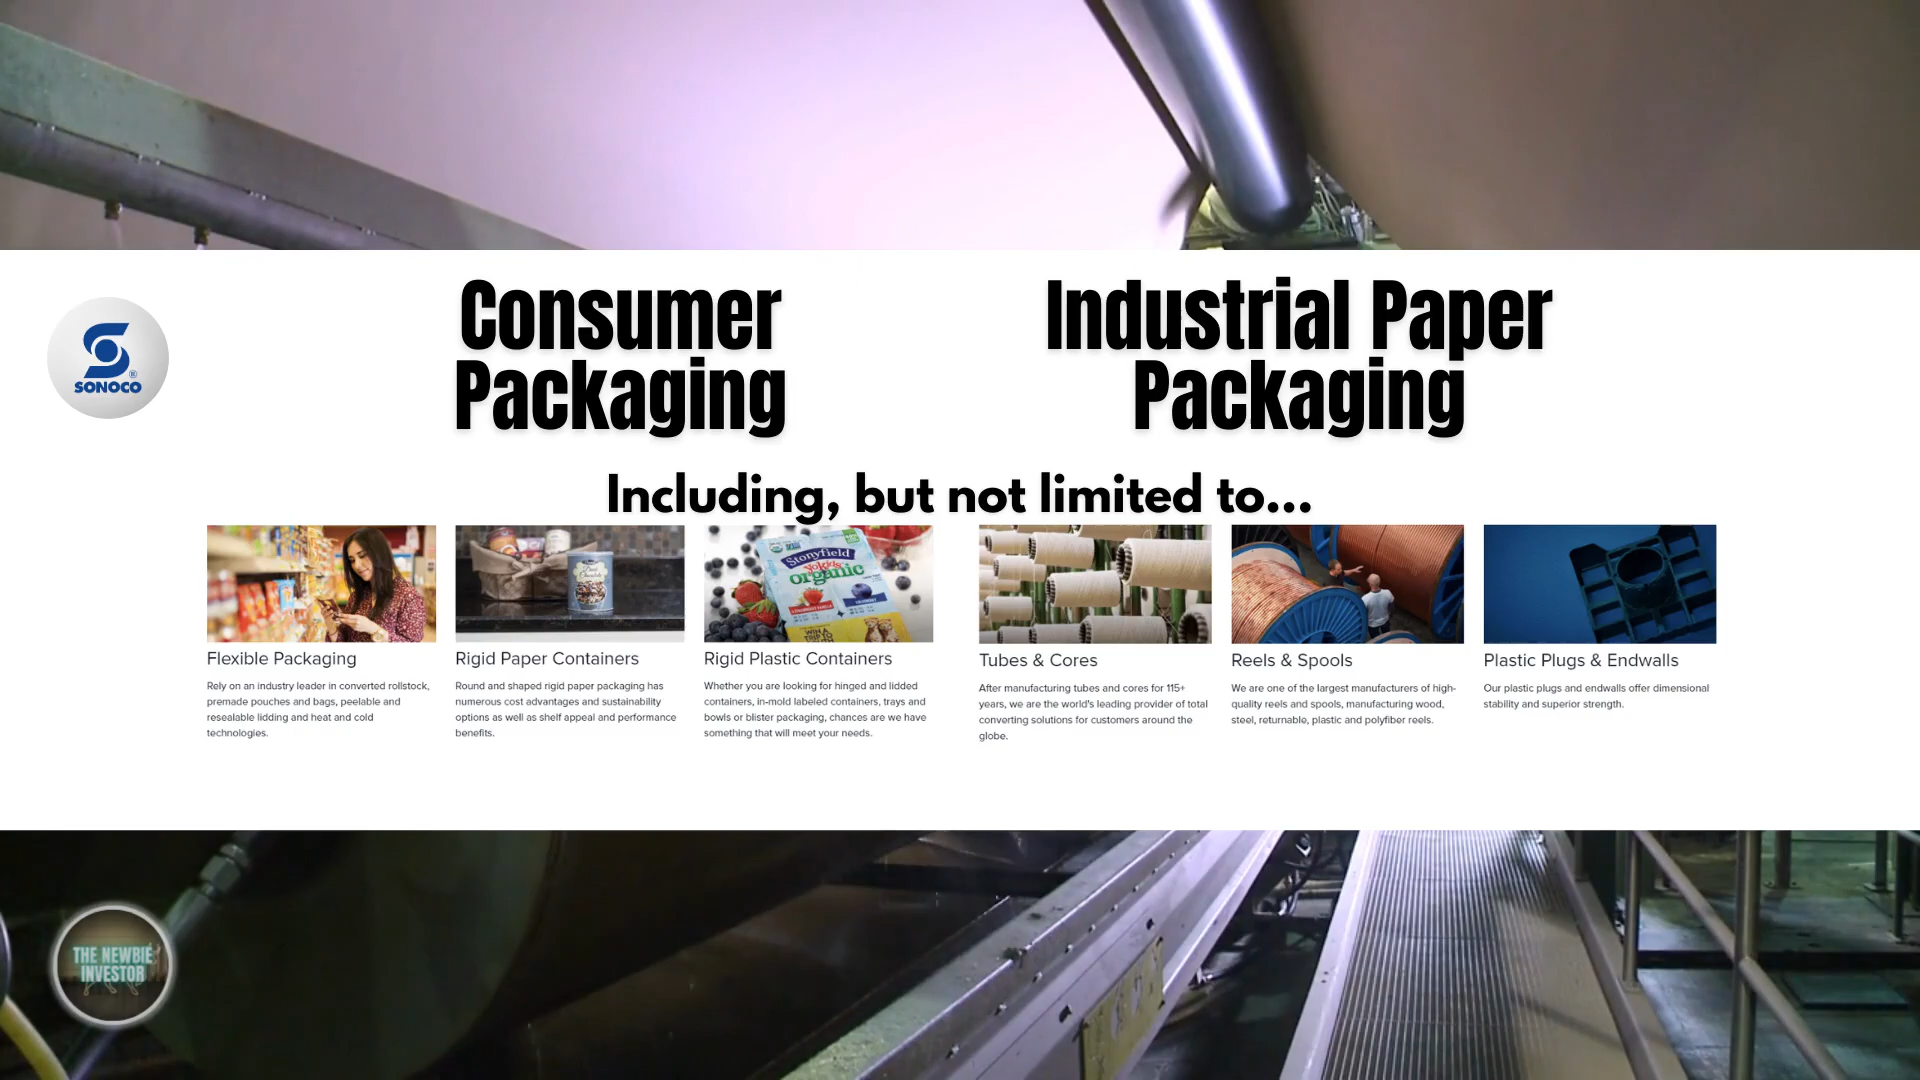 Consumer
Packaging
Industrial Paper
Packaging
SONOCO
Including, but not limited to...
Stonyfield
YoKids
organic
Flexible Packaging
Rely on an industry leader in converted rollstock,
premade pouches and bags, peelable and
resealable lidding and heat and cold
technologies.
Rigid Paper Containers
Round and shaped rigid paper packaging has
numerous cost advantages and sustainability
options as well as shelf appeal and performance
benefits.
Rigid Plastic Containers
Whether you are looking for hinged and lidded
containers, in-mold labeled containers, trays and
bowls or blister packaging, chances are we have
something that will meet your needs.
Tubes & Cores
After manufacturing tubes and cores for 115+
years, we are the world's leading provider of total
converting solutions for customers around the
globe.
Reels & Spools
We are one of the largest manufacturers of high-
quality reels and spools, manufacturing wood,
steel, returnable, plastic and polyfiber reels.
Plastic Plugs & Endwalls
Our plastic plugs and endwalls offer dimensional
stability and superior strength.
THE NEWBIE
INVESTOR